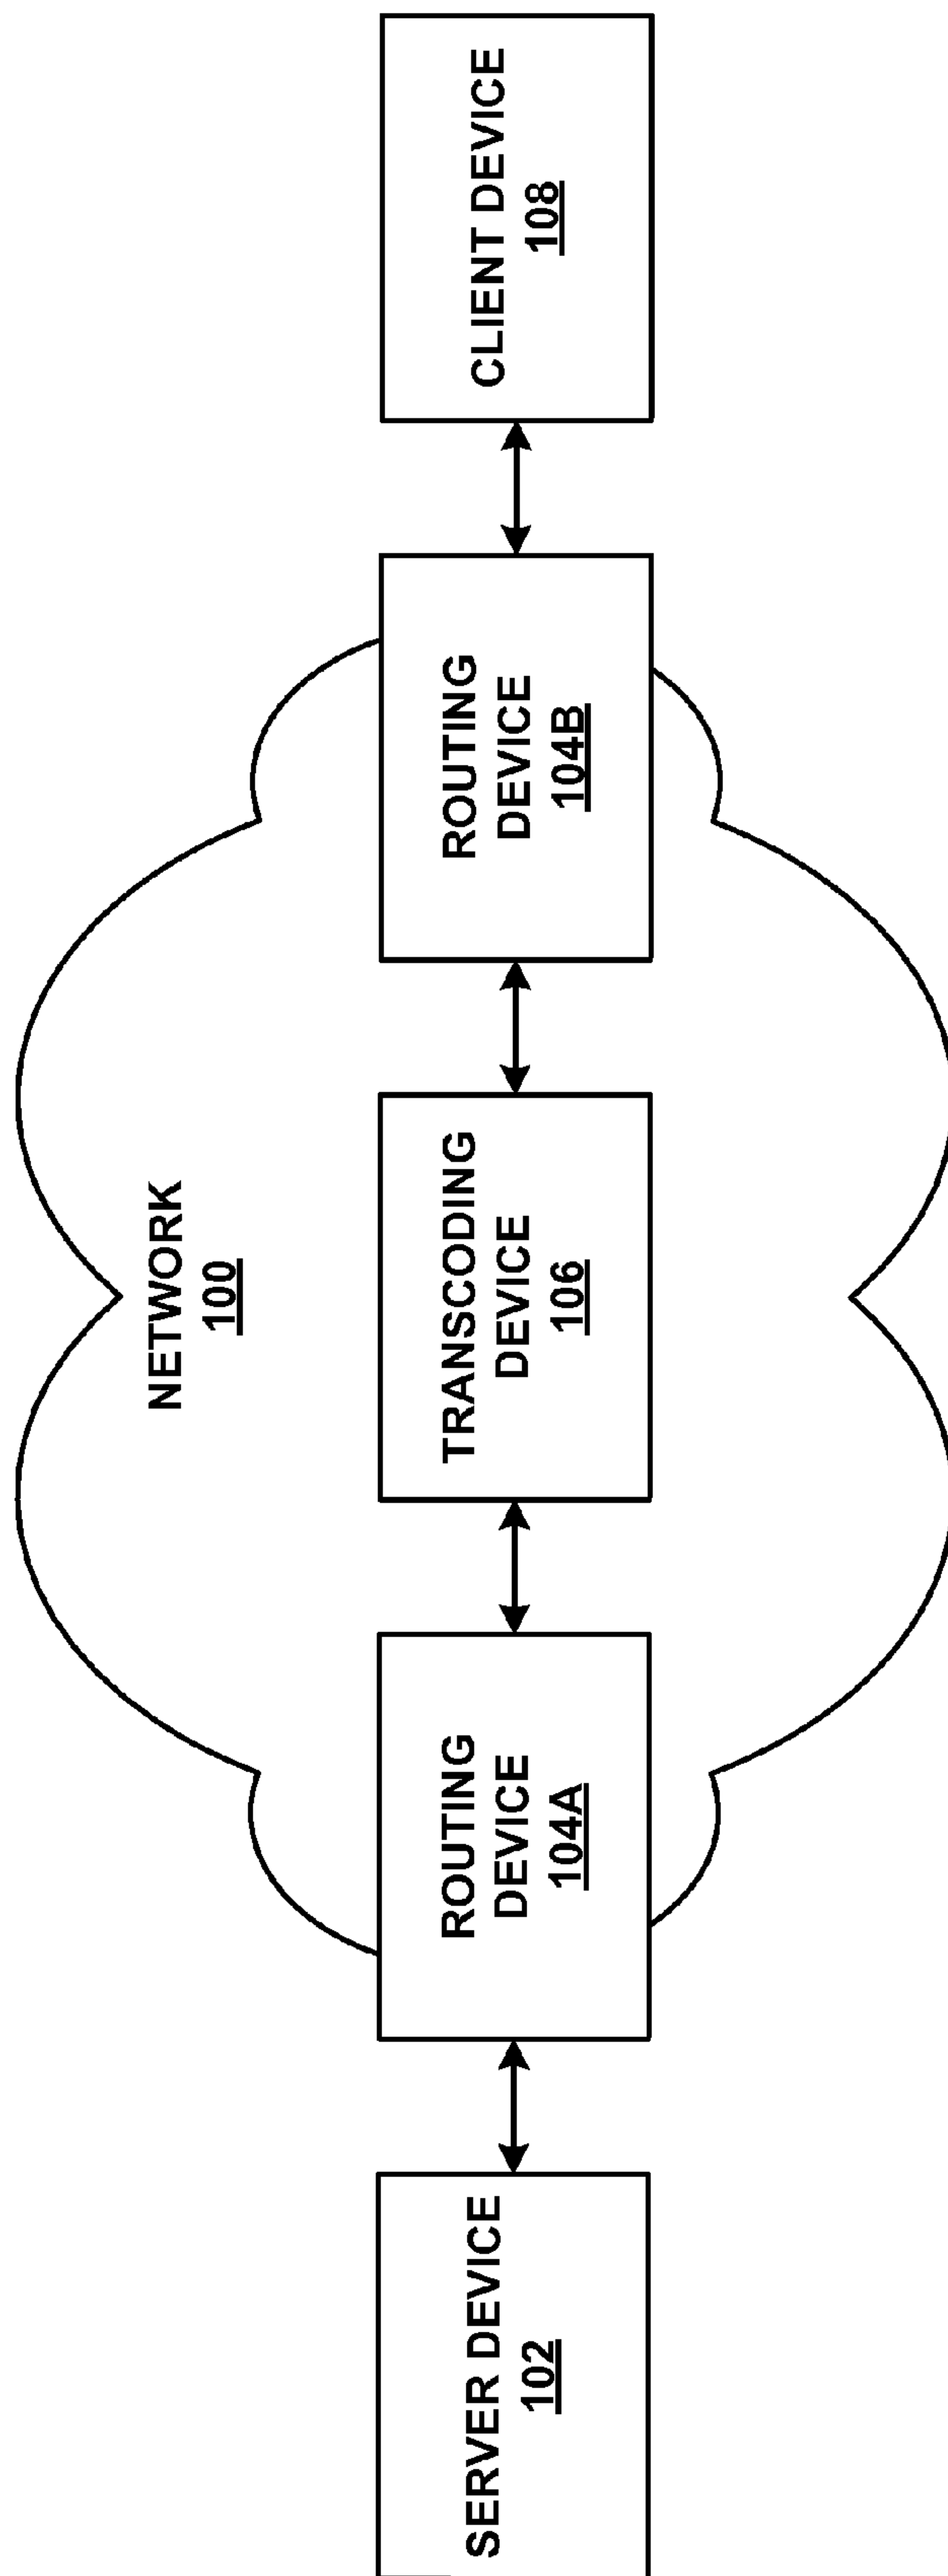 NETWORK
100
SERVER DEVICE
102
ROUTING
DEVICE
104A
TRANSCODING
DEVICE
106
ROUTING
DEVICE
104B
CLIENT DEVICE
108